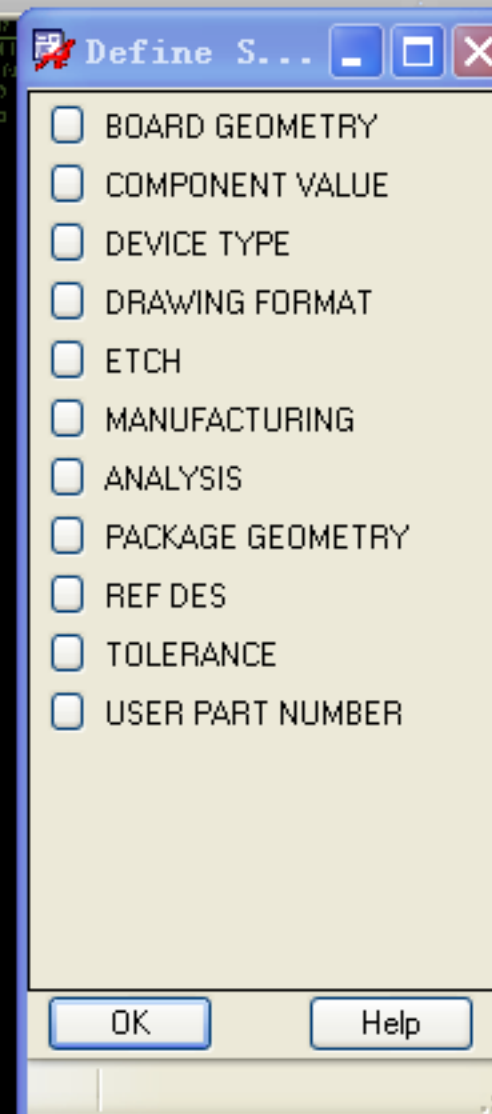 Define S...
BOARD GEOMETRY
COMPONENT VALUE
DEVICE TYPE
DRAWING FORMAT
ETCH
MANUFACTURING
ANALYSIS
PACKAGE GEOMETRY
REF DES
TOLERANCE
USER PART NUMBER
OK Help